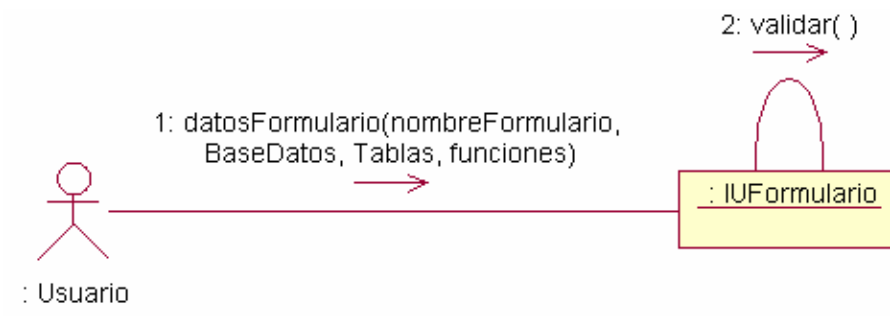 2: validar( )
1: datosFormulario(nombreFormulario,
BaseDatos, Tablas, funciones)
: IUFormulario
: Usuario